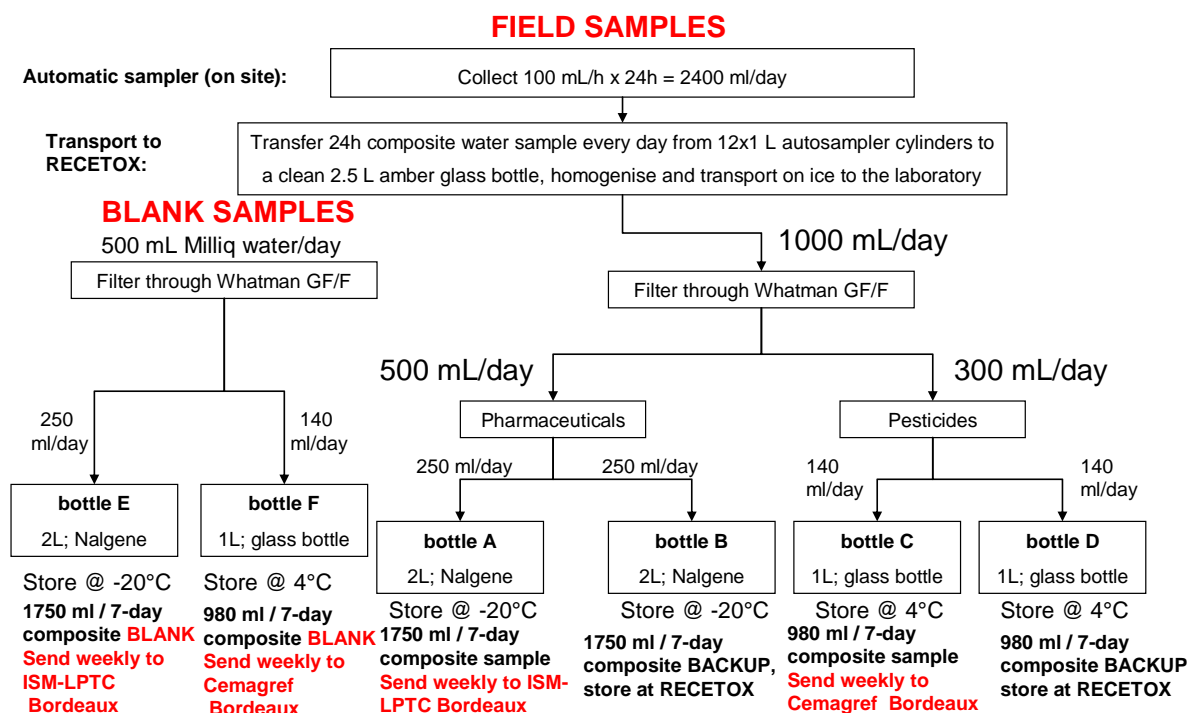 FIELD SAMPLES
Automatic sampler (on site):
Collect 100 mL/h x 24h = 2400 ml/day
Transport to
RECETOX:
Transfer 24h composite water sample every day from 12x1 L autosampler cylinders to
a clean 2.5 L amber glass bottle, homogenise and transport on ice to the laboratory
BLANK SAMPLES
500 mL Milliq water/day
Filter through Whatman GF/F
1000 mL/day
Filter through Whatman GF/F
500 mL/day
300 mL/day
Pharmaceuticals
Pesticides
250
ml/day
140
ml/day
250 ml/day
250 ml/day
140
ml/day
140
ml/day
bottle E
2L; Nalgene
Store @ -20°C
1750 ml / 7-day
composite BLANK
Send weekly to
ISM-LPTC
Bordeaux
bottle F
1L; glass bottle
Store @ 4°C
980 ml / 7-day
composite BLANK
Send weekly to
Cemagref
Bordeaux
bottle A
2L; Nalgene
Store @ -20°C
1750 ml / 7-day
composite sample
Send weekly to ISM-
LPTC Bordeaux
bottle B
2L; Nalgene
Store @ -20°C
1750 ml / 7-day
composite BACKUP,
store at RECETOX
bottle C
1L; glass bottle
Store @ 4°C
980 ml / 7-day
composite sample
Send weekly to
Cemagref Bordeaux
bottle D
1L; glass bottle
Store @ 4°C
980 ml / 7-day
composite BACKUP
store at RECETOX